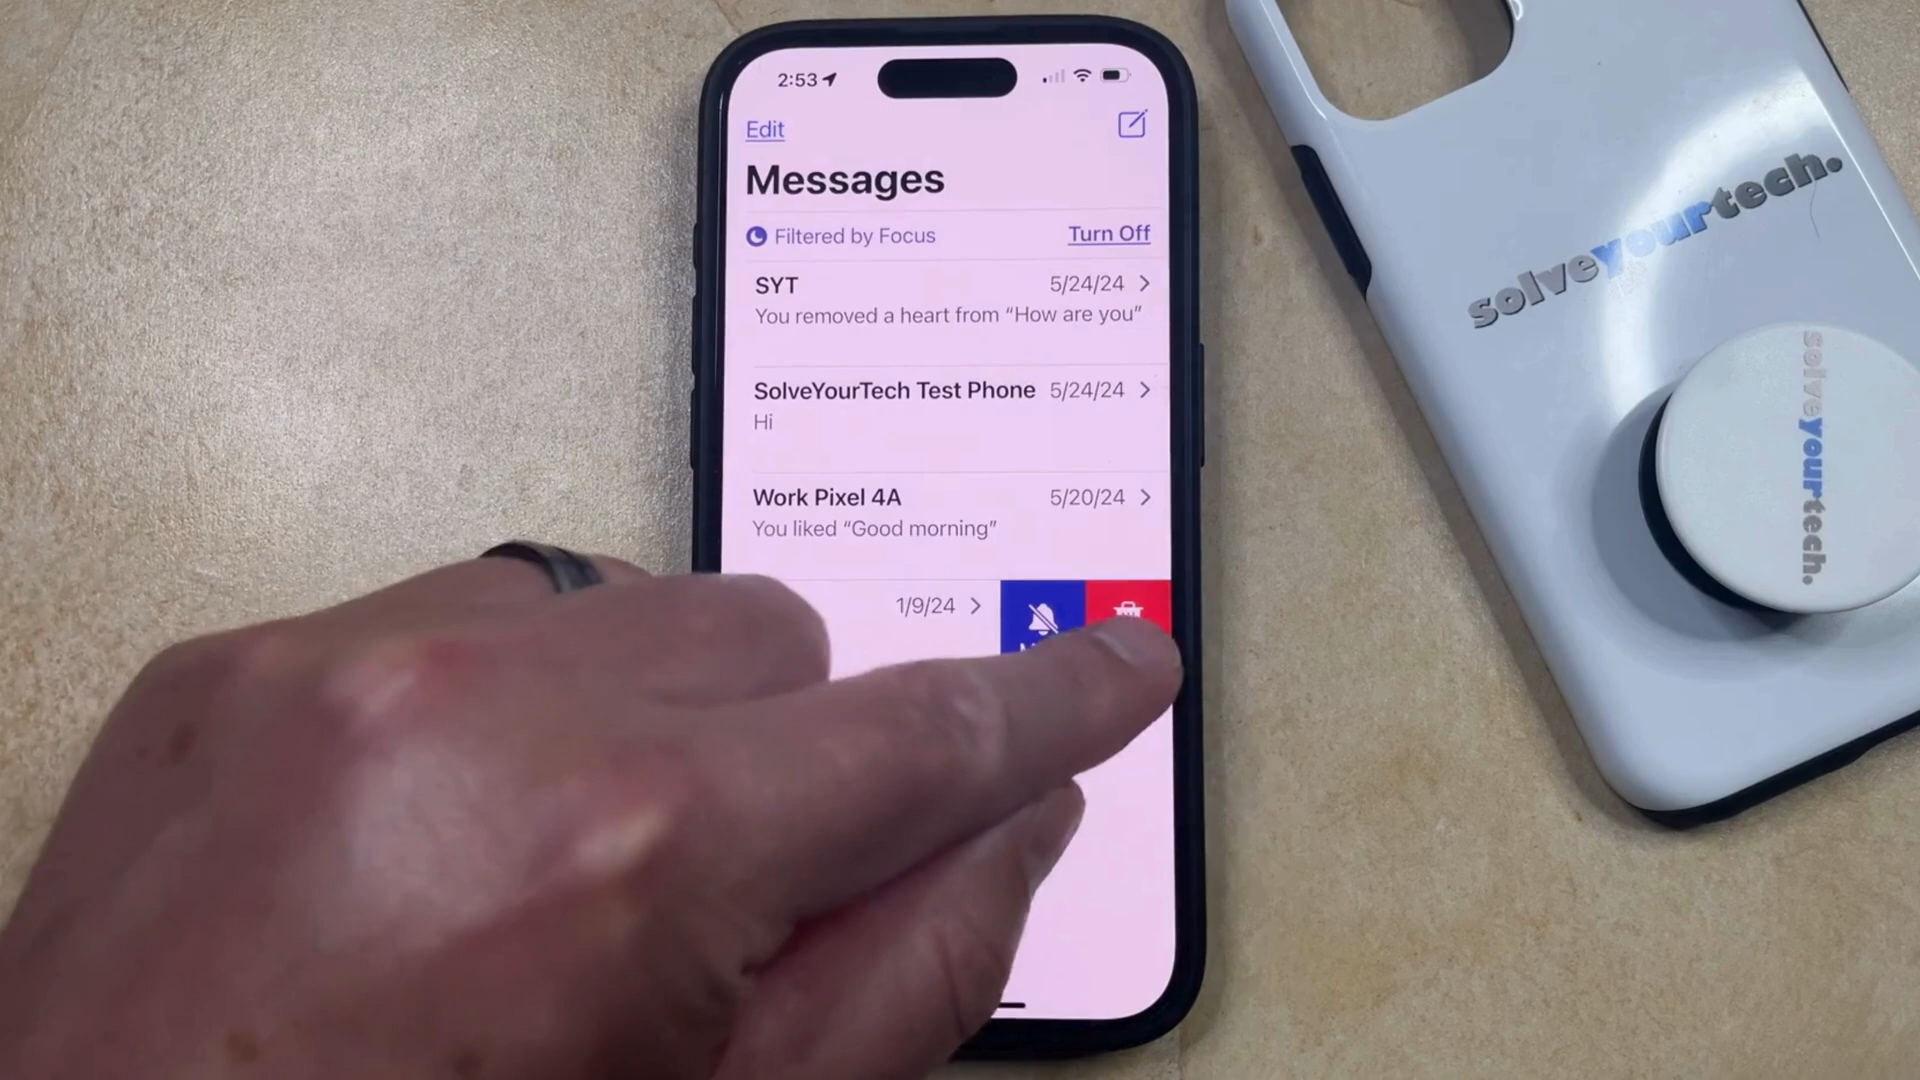 2:53
Edit
Messages
Filtered by Focus Turn Off
SYT 5/24/24
You removed a heart from “How are you”
SolveYourTech Test Phone 5/24/24
Hi
Work Pixel 4A 5/20/24
You liked “Good morning”
1/9/24
solveyourtech.
solveyourtech.